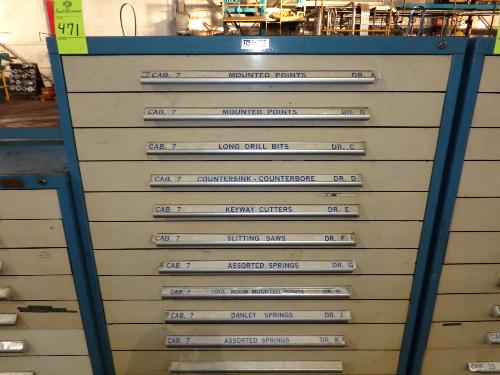 471
CAB. 7 MOUNTED POINTS DR. A
CAB. 7 MOUNTED POINTS DR. B
CAB. 7 LONG DRILL BITS DR. C
CAB. 7 COUNTERSINK - COUNTERBORE DR. D
CAB. 7 KEYWAY CUTTERS DR. E
CAB. 7 SLITTING SAWS DR. F
CAB. 7 ASSORTED SPRINGS DR. G
CAB. 7 TOOL ROOM MOUNTED POINTS DR. H
CAB. 7 DANLEY SPRINGS DR. J
CAB. 7 ASSORTED SPRINGS DR. K